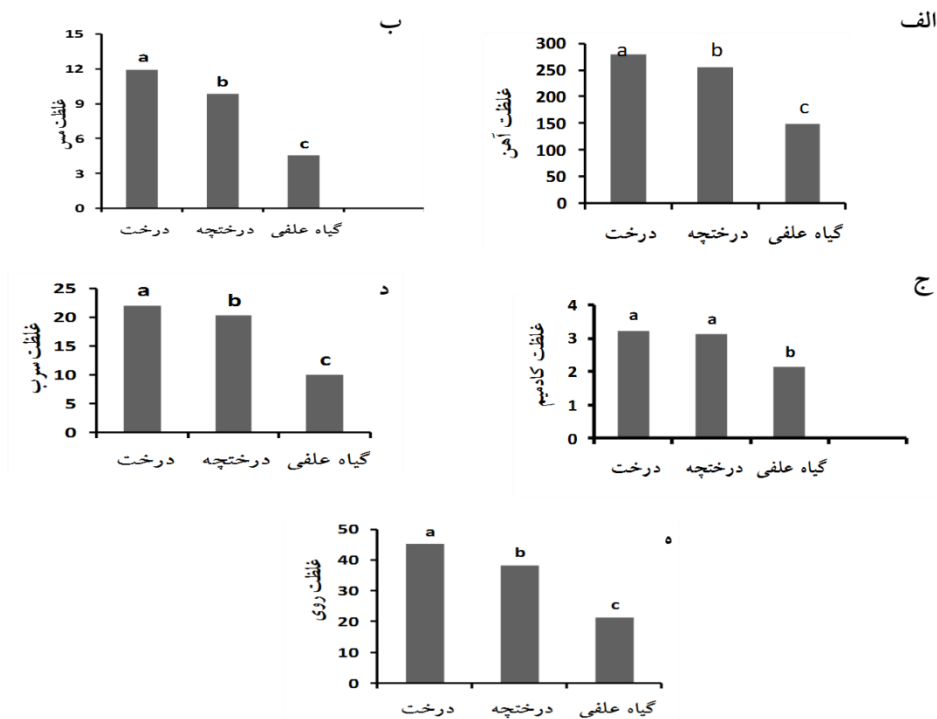 الف
غلظت آهن
300
250
200
150
100
50
0
a
b
c
درخت درختچه گیاه علفی
ب
غلظت مس
15
12
9
6
3
0
a
b
c
درخت درختچه گیاه علفی
ج
غلظت کادمیم
4
3
2
1
0
a
a
b
درخت درختچه گیاه علفی
د
غلظت سرب
25
20
15
10
5
0
a
b
c
درخت درختچه گیاه علفی
ه
غلظت روی
50
40
30
20
10
0
a
b
c
درخت درختچه گیاه علفی